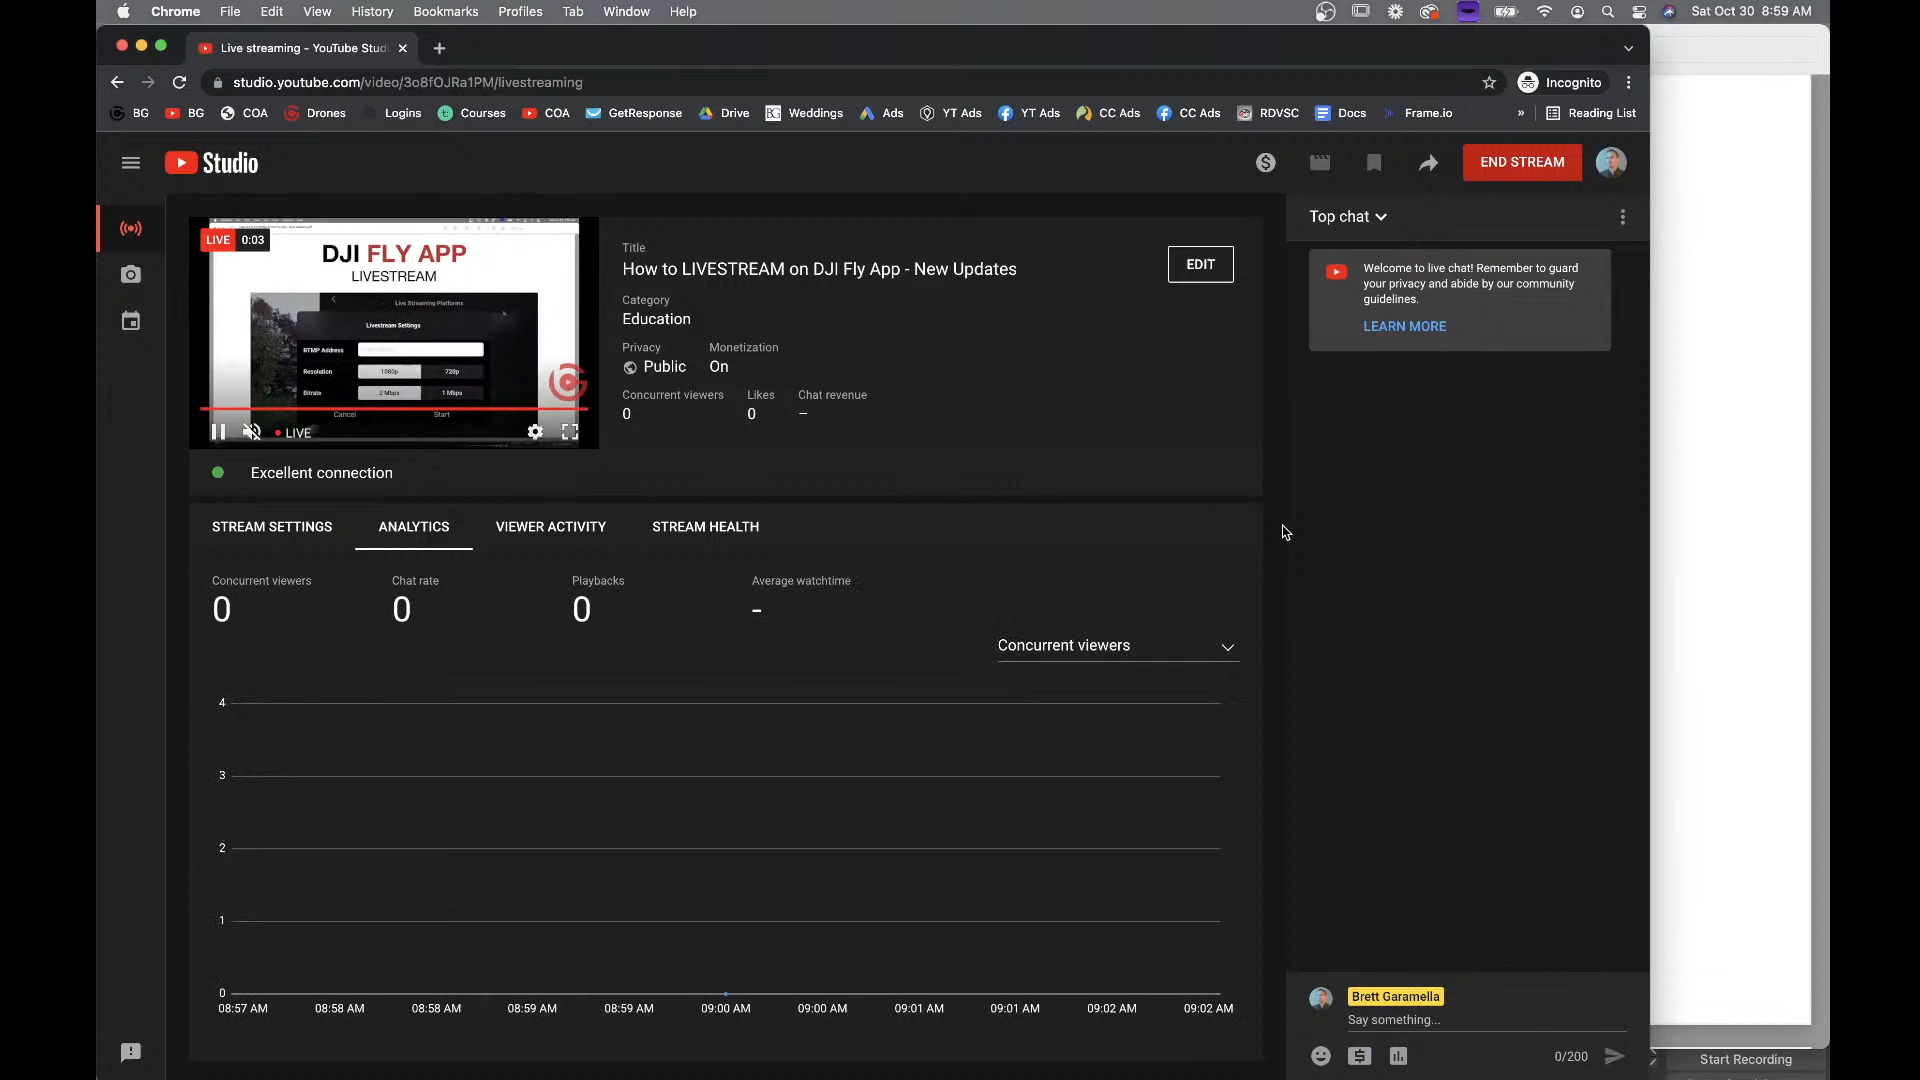 Chrome File Edit View History Bookmarks Profiles Tab Window Help Sat Oct 30 8:59 AM
Live streaming - YouTube Stud
studio.youtube.com/video/3o8fOJRa1PM/livestreaming Incognito
BG BG COA Drones Logins Courses COA GetResponse Drive Weddings Ads YT Ads YT Ads CC Ads CC Ads RDVSC Docs Frame.io » Reading List
Studio END STREAM
LIVE 0:03
DJI FLY APP
LIVESTREAM
Live Streaming Platforms
Livestream Settings
RTMP Address
Resolution 1080p 720p
Bitrate 2 Mbps 1 Mbps
Cancel Start
LIVE
Excellent connection
Title
How to LIVESTREAM on DJI Fly App - New Updates
EDIT
Category
Education
Privacy Monetization
Public On
Concurrent viewers Likes Chat revenue
0 0 –
STREAM SETTINGS ANALYTICS VIEWER ACTIVITY STREAM HEALTH
Concurrent viewers Chat rate Playbacks Average watchtime
0 0 0 -
Concurrent viewers
4
3
2
1
0
08:57 AM 08:58 AM 08:58 AM 08:59 AM 08:59 AM 09:00 AM 09:00 AM 09:01 AM 09:01 AM 09:02 AM 09:02 AM
Top chat
Welcome to live chat! Remember to guard
your privacy and abide by our community
guidelines.
LEARN MORE
Brett Garamella
Say something...
0/200
Start Recording